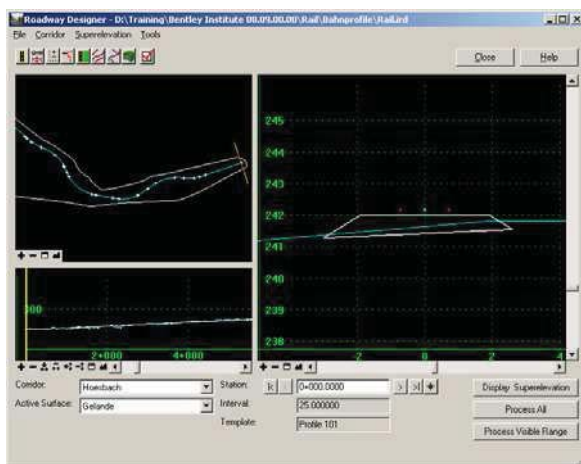 Roadway Designer - D:\Training\Bentley Institute 08.09.00.00\Rail\Bahnprofile\Rail.ird
File Corridor Superelevation Tools
Close Help
245
244
243
242
241
240
239
238
-2 0 2 4
2+000 4+000
Corridor: Hoesbach
Active Surface: Gelande
Station: 0+000.0000
Interval: 25.000000
Template: Profile 101
Display Superelevation
Process All
Process Visible Range